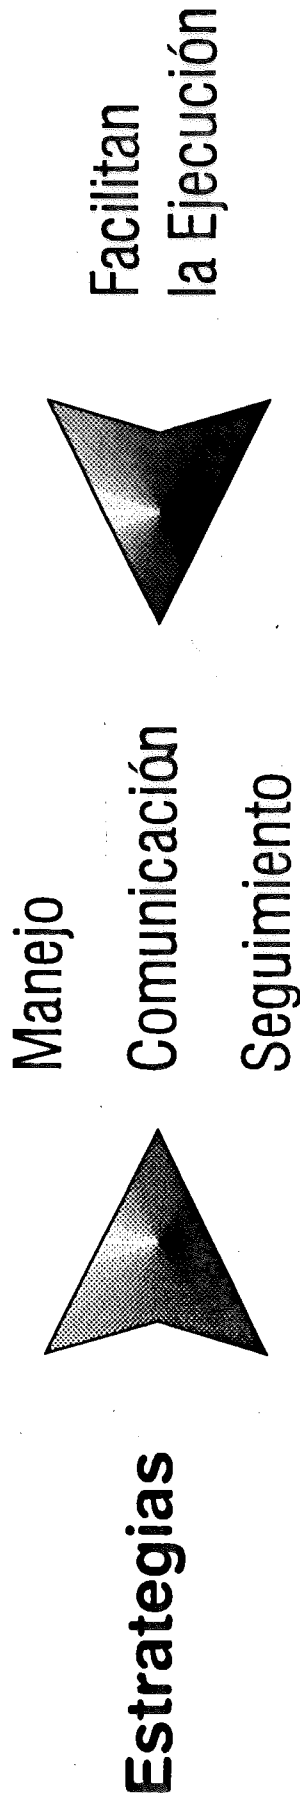 Estrategias
Manejo
Comunicación
Seguimiento
Facilitan
la Ejecución